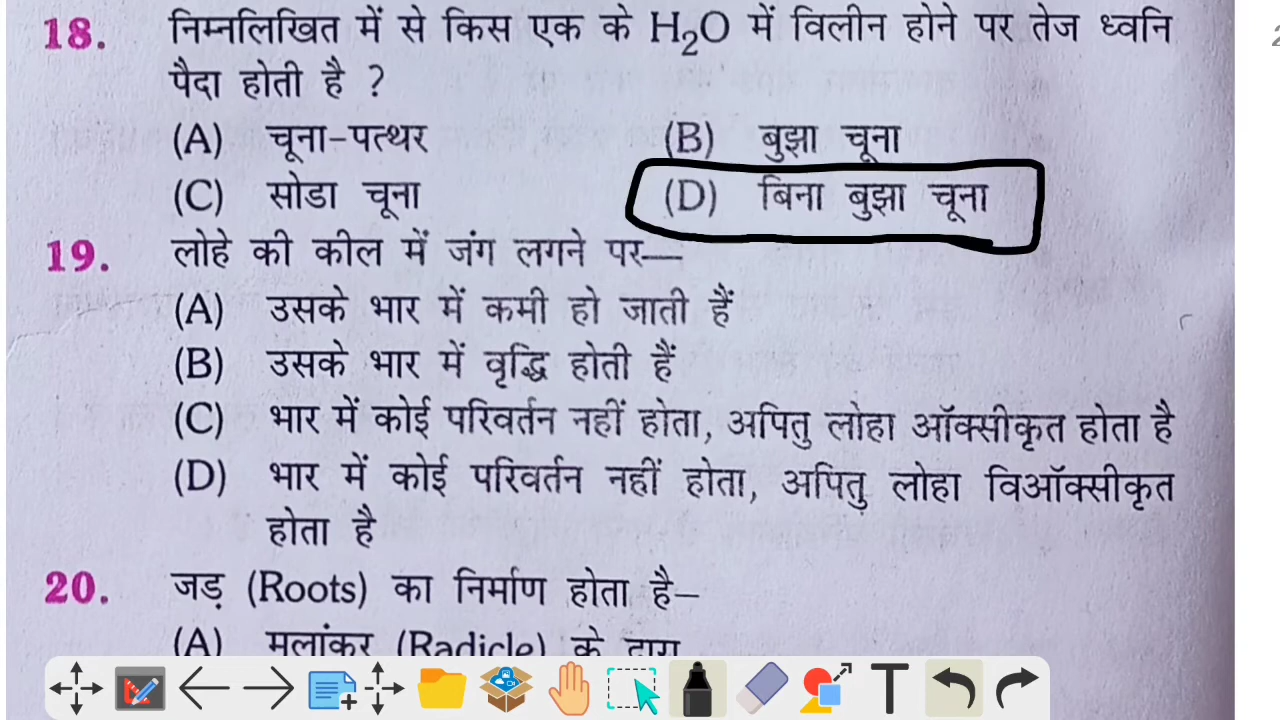 18. निम्नलिखित में से किस एक के H₂O में विलीन होने पर तेज ध्वनि
पैदा होती है ?
(A) चूना-पत्थर (B) बुझा चूना
(C) सोडा चूना (D) बिना बुझा चूना
19. लोहे की कील में जंग लगने पर—
(A) उसके भार में कमी हो जाती हैं
(B) उसके भार में वृद्धि होती हैं
(C) भार में कोई परिवर्तन नहीं होता, अपितु लोहा ऑक्सीकृत होता है
(D) भार में कोई परिवर्तन नहीं होता, अपितु लोहा विऑक्सीकृत
होता है
20. जड़ (Roots) का निर्माण होता है—
(A) मूलांकुर (Radicle) के द्वारा
T